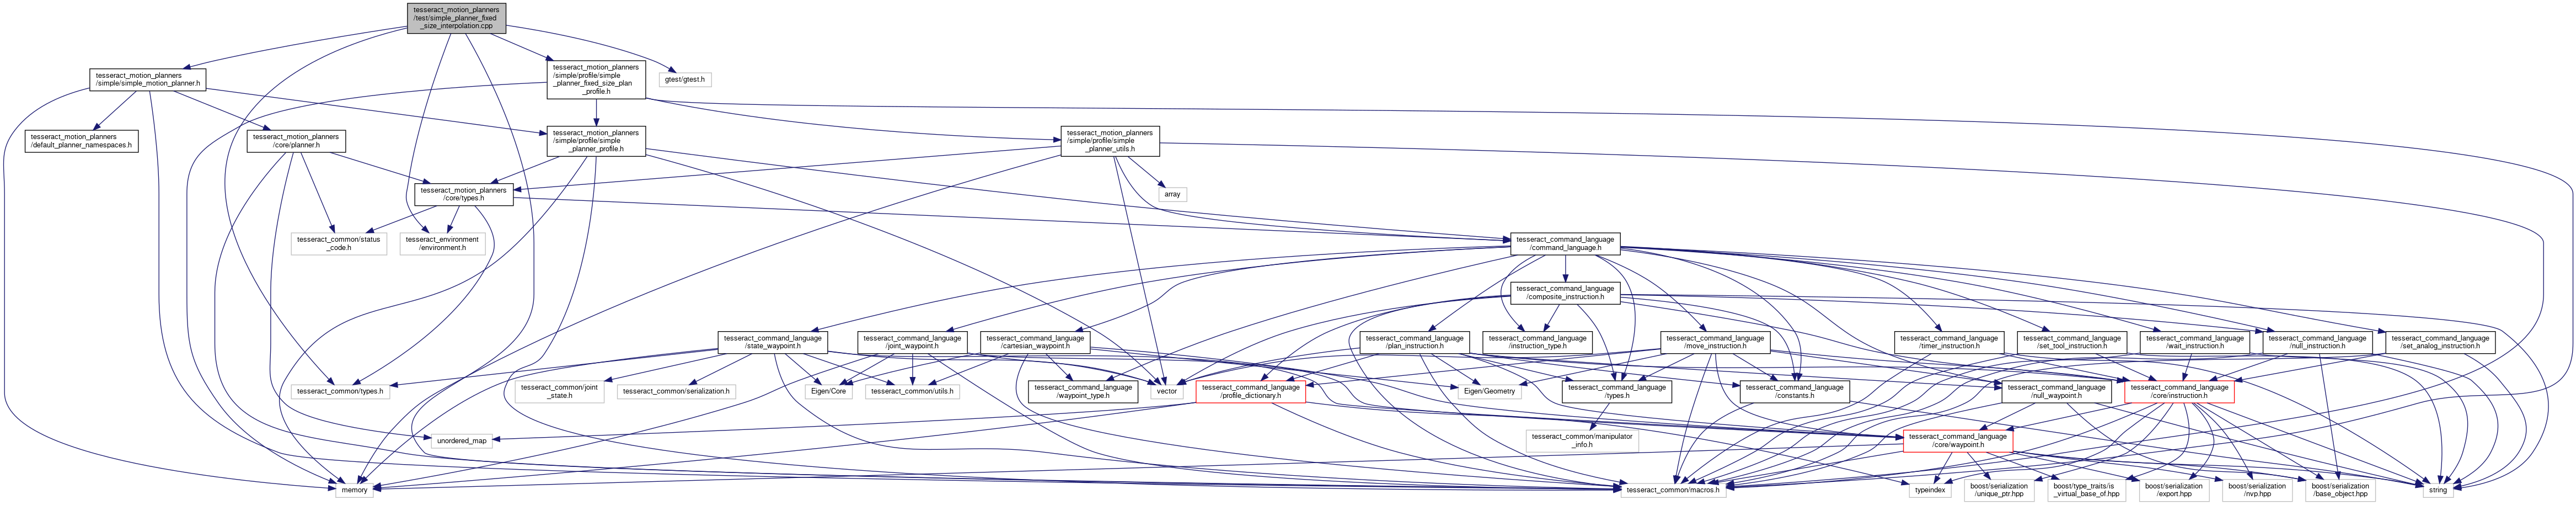 tesseract_motion_planners
/test/simple_planner_fixed
_size_interpolation.cpp
tesseract_motion_planners
/simple/simple_motion_planner.h
tesseract_motion_planners
/simple/profile/simple
_planner_fixed_size_plan
_profile.h
gtest/gtest.h
tesseract_motion_planners
/default_planner_namespaces.h
tesseract_motion_planners
/core/planner.h
tesseract_motion_planners
/simple/profile/simple
_planner_profile.h
tesseract_motion_planners
/simple/profile/simple
_planner_utils.h
tesseract_motion_planners
/core/types.h
array
tesseract_common/status
_code.h
tesseract_environment
/environment.h
tesseract_command_language
/command_language.h
tesseract_command_language
/composite_instruction.h
tesseract_command_language
/state_waypoint.h
tesseract_command_language
/joint_waypoint.h
tesseract_command_language
/cartesian_waypoint.h
tesseract_command_language
/plan_instruction.h
tesseract_command_language
/instruction_type.h
tesseract_command_language
/move_instruction.h
tesseract_command_language
/timer_instruction.h
tesseract_command_language
/set_tool_instruction.h
tesseract_command_language
/wait_instruction.h
tesseract_command_language
/null_instruction.h
tesseract_command_language
/set_analog_instruction.h
tesseract_common/types.h
tesseract_common/joint
_state.h
tesseract_common/serialization.h
Eigen/Core
tesseract_common/utils.h
tesseract_command_language
/waypoint_type.h
vector
tesseract_command_language
/profile_dictionary.h
Eigen/Geometry
tesseract_command_language
/types.h
tesseract_command_language
/constants.h
tesseract_command_language
/null_waypoint.h
tesseract_command_language
/core/instruction.h
unordered_map
tesseract_common/manipulator
_info.h
tesseract_command_language
/core/waypoint.h
memory
tesseract_common/macros.h
typeindex
boost/serialization
/unique_ptr.hpp
boost/type_traits/is
_virtual_base_of.hpp
boost/serialization
/export.hpp
boost/serialization
/nvp.hpp
boost/serialization
/base_object.hpp
string